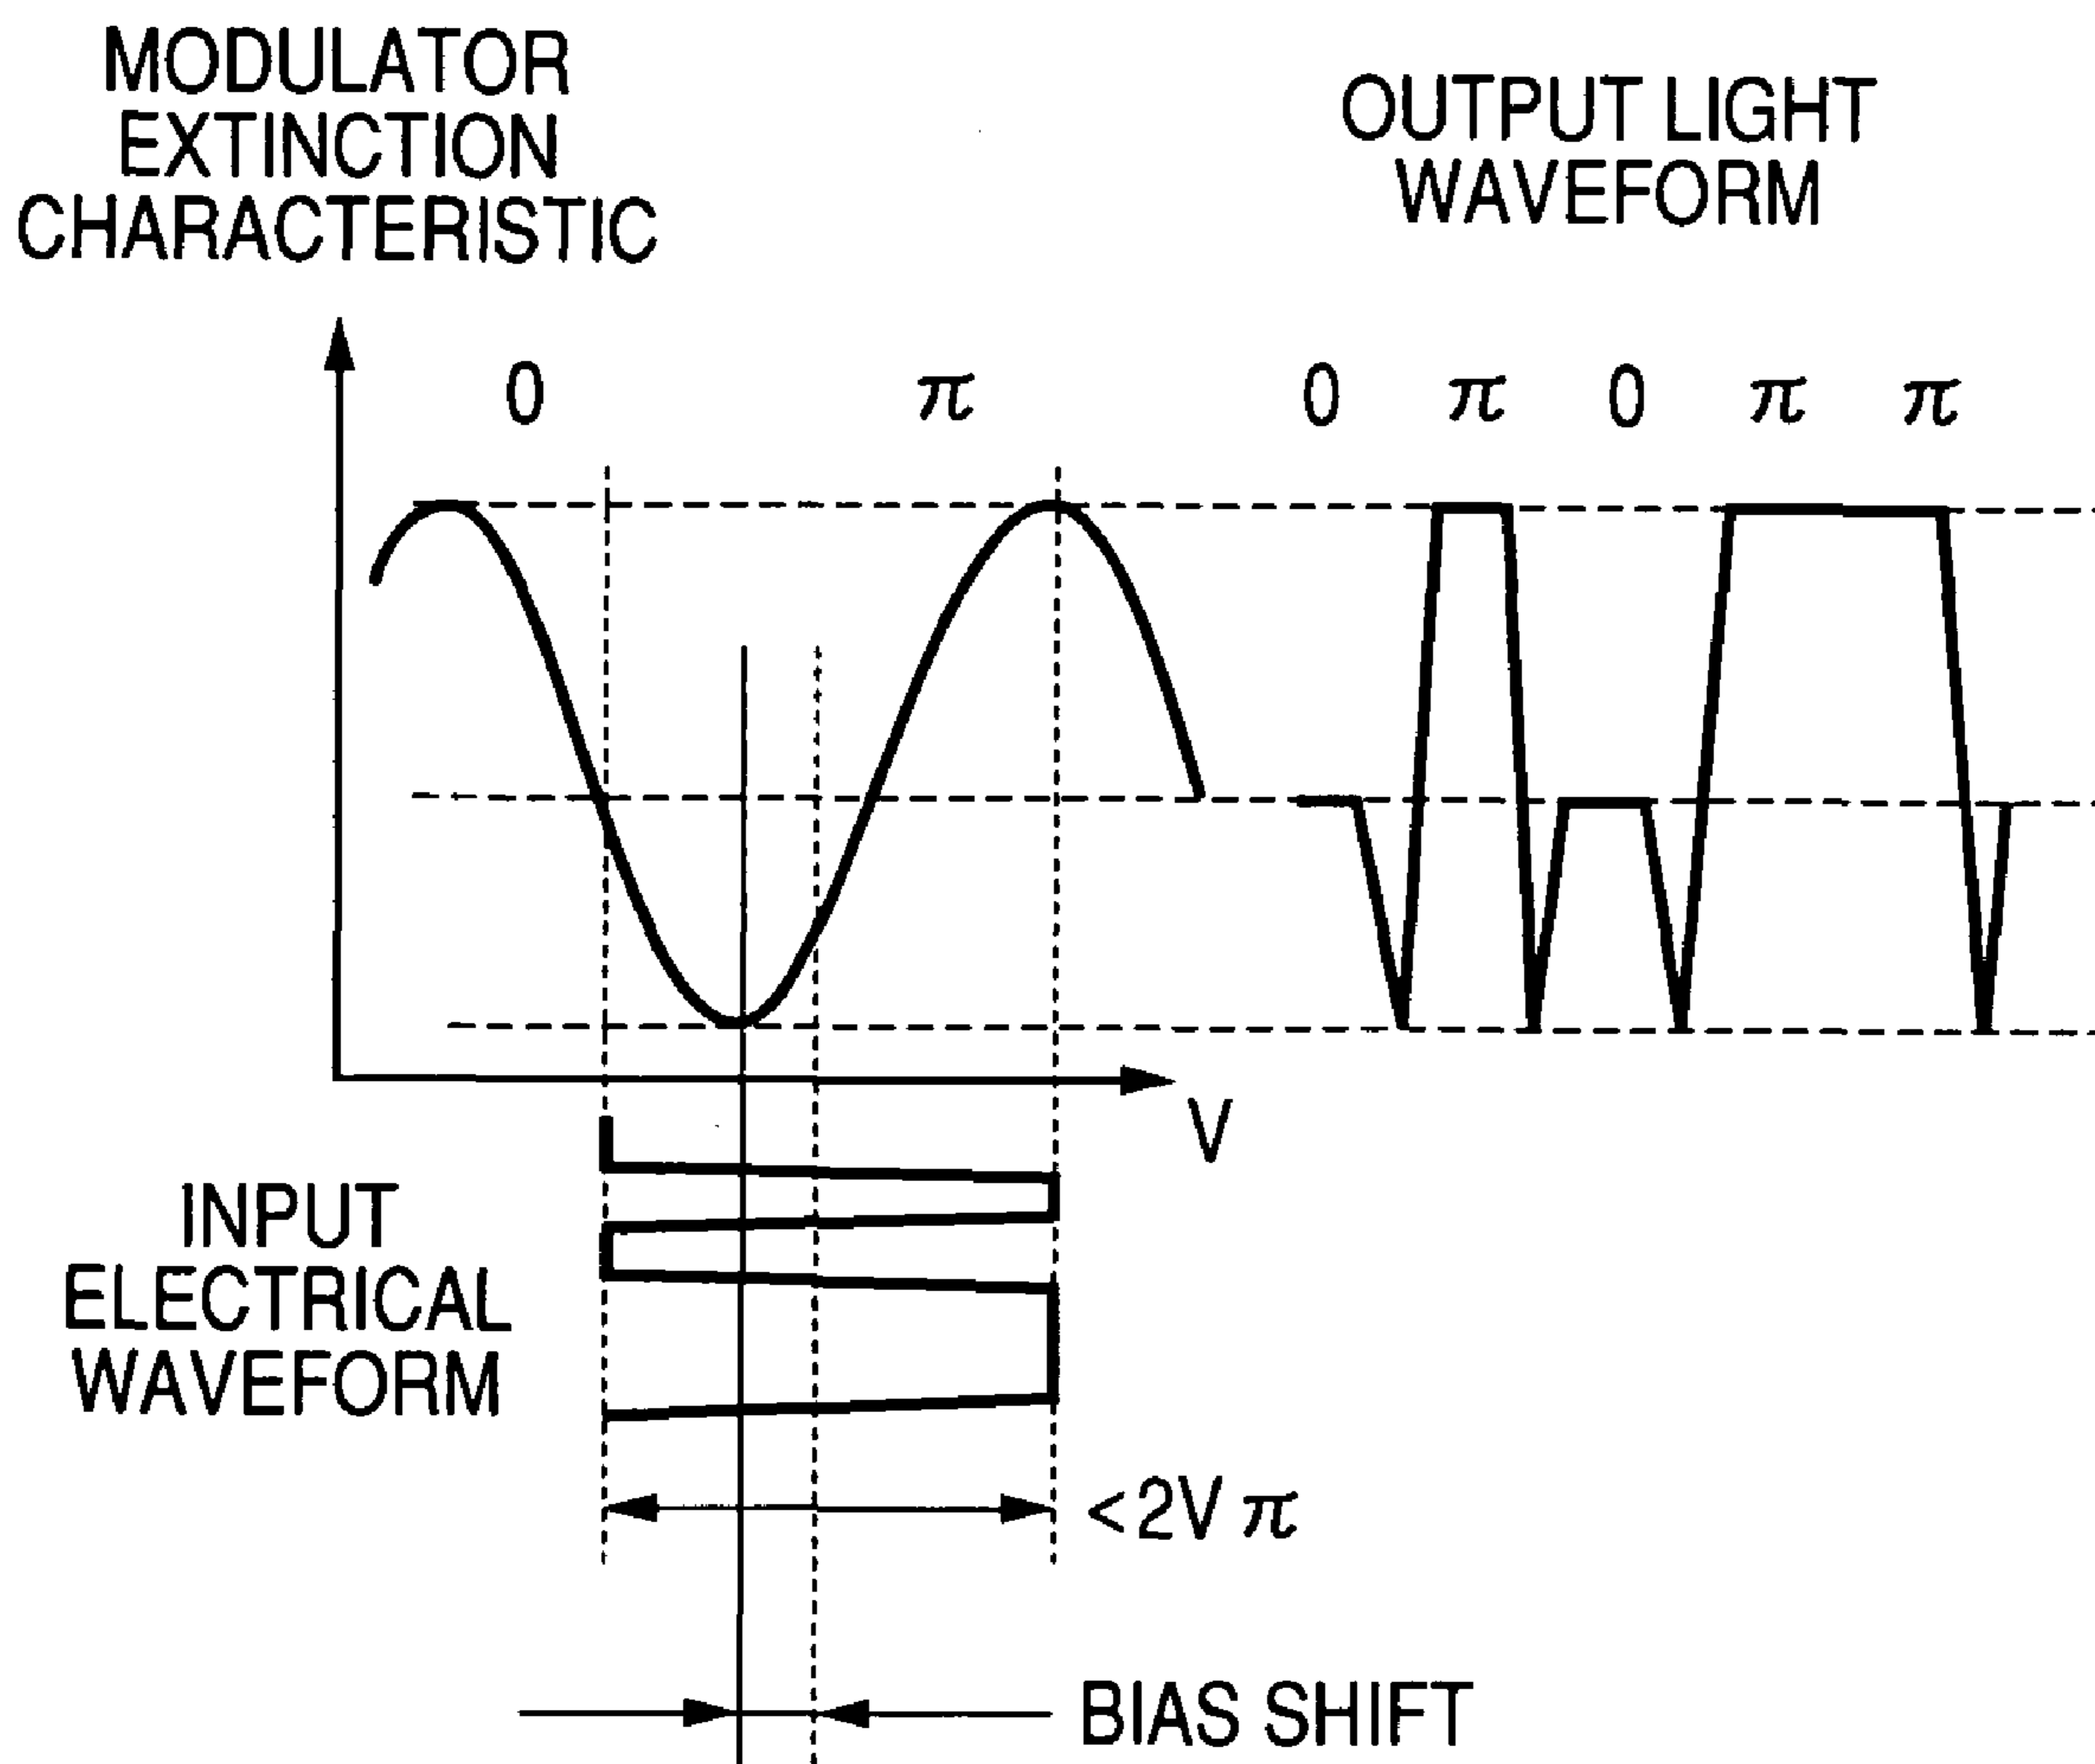 MODULATOR
EXTINCTION
CHARACTERISTIC
OUTPUT LIGHT
WAVEFORM
0 π 0 π 0 π π
V
INPUT
ELECTRICAL
WAVEFORM
<2Vπ
BIAS SHIFT